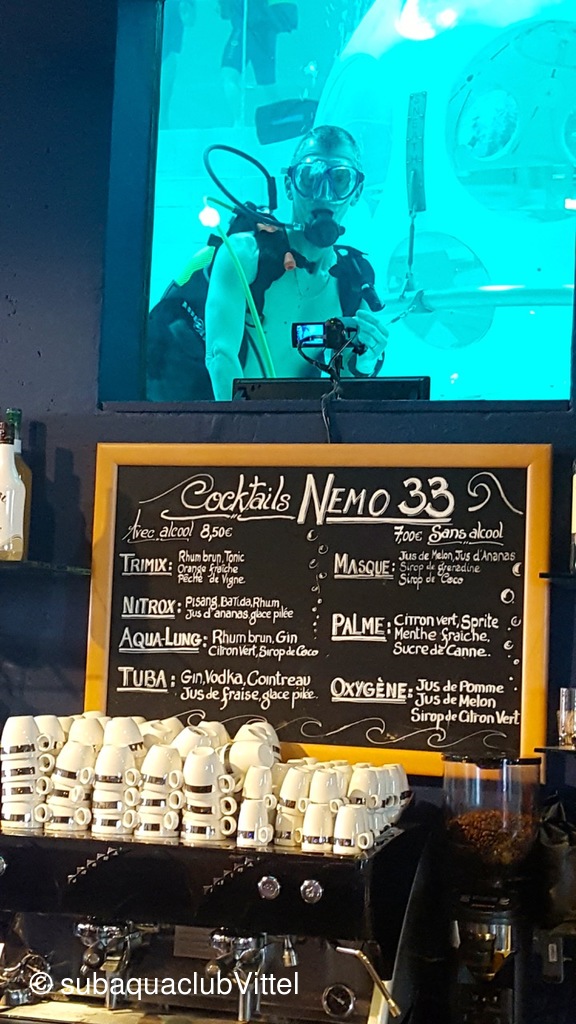 Cocktails NEMO 33
Avec alcool 8,50€
TRIMIX: Rhum brun, Tonic
Orange fraîche
Pêche de Vigne
NITROX: Pisang, Batida, Rhum
Jus d'ananas, glace pilée
AQUA-LUNG: Rhum brun, Gin
Citron Vert, Sirop de Coco
TUBA: Gin, Vodka, Cointreau
Jus de fraise, glace pilée.
7,00€ Sans alcool
MASQUE: Jus de Melon, Jus d'Ananas
Sirop de grenadine
Sirop de Coco
PALME: Citron vert, Sprite
Menthe fraîche,
Sucre de Canne.
OXYGÈNE: Jus de Pomme
Jus de Melon
Sirop de Citron Vert
© subaquaclubVittel